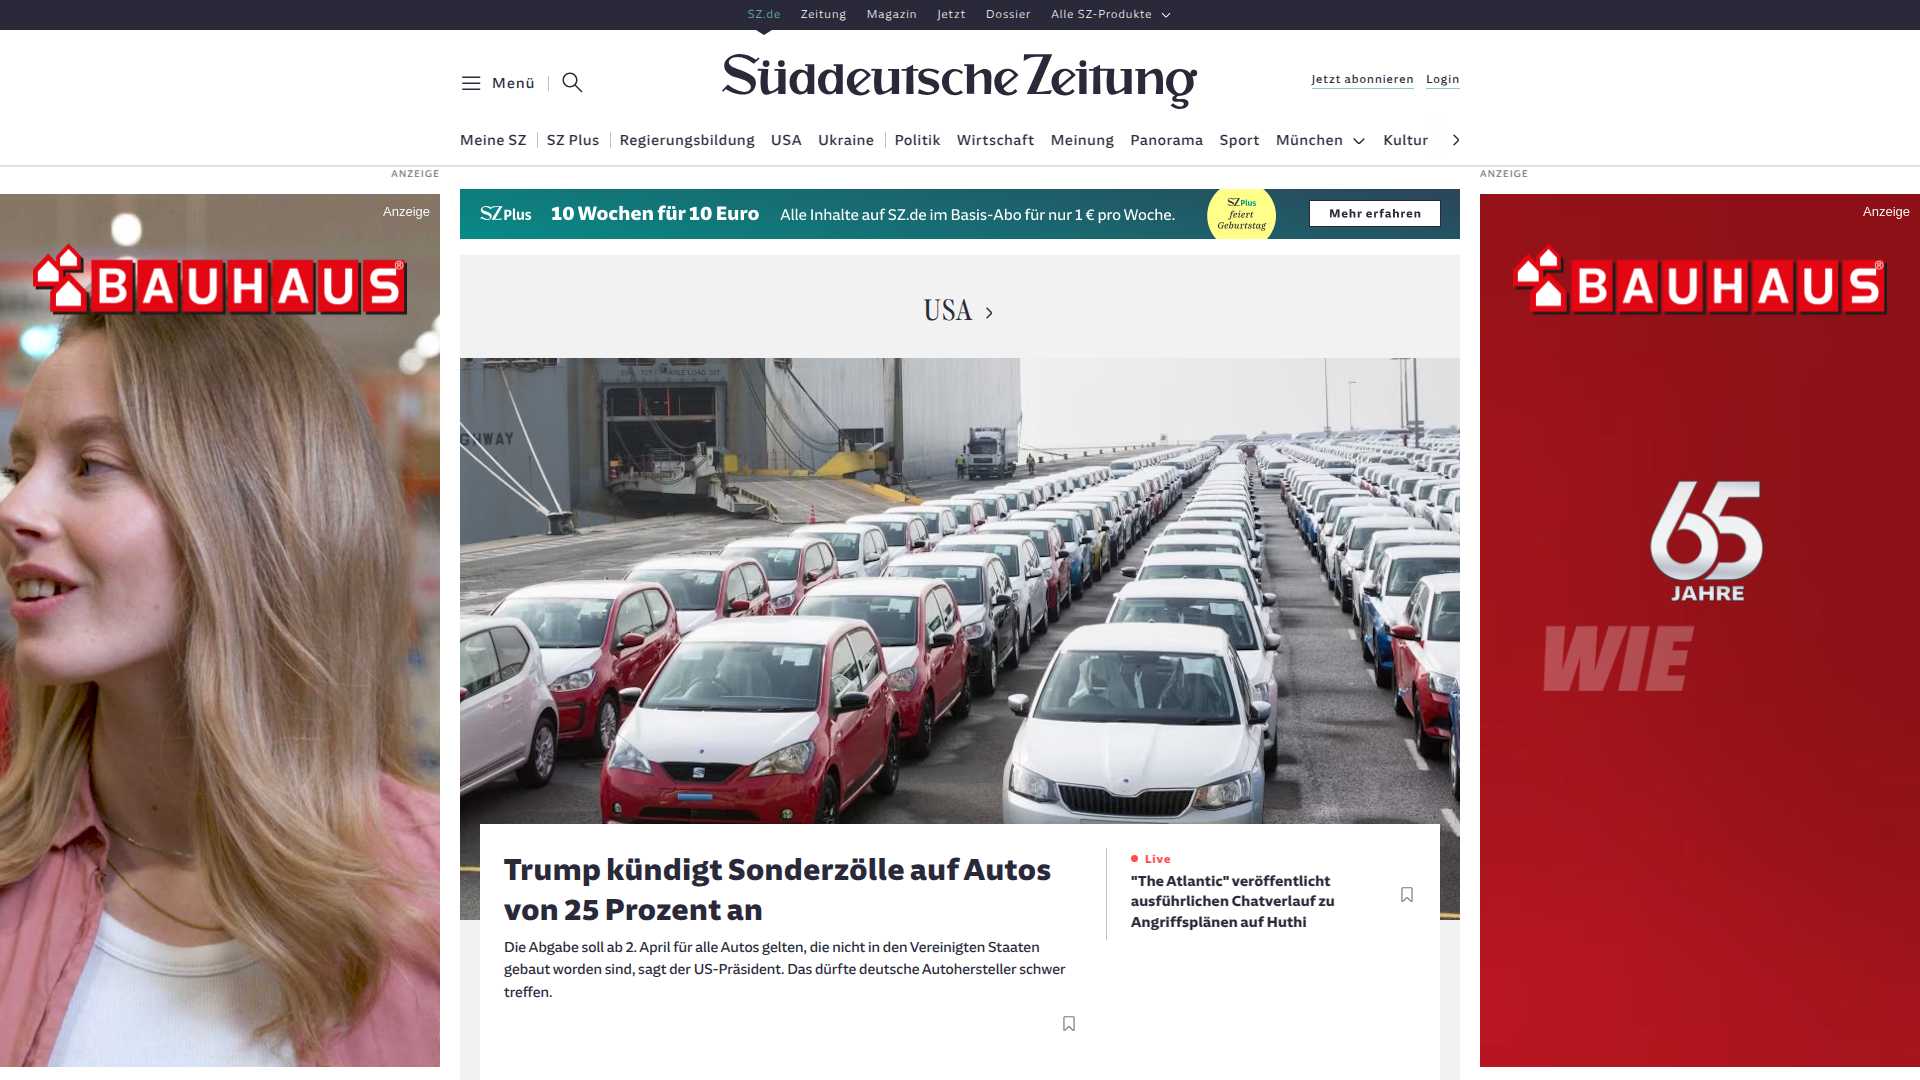 SZ.de Zeitung Magazin Jetzt Dossier Alle SZ-Produkte
Menü
Süddeutsche Zeitung
Jetzt abonnieren Login
Meine SZ SZ Plus Regierungsbildung USA Ukraine Politik Wirtschaft Meinung Panorama Sport München Kultur
ANZEIGE
ANZEIGE
Anzeige
BAUHAUS®
SZ Plus 10 Wochen für 10 Euro Alle Inhalte auf SZ.de im Basis-Abo für nur 1 € pro Woche.
SZ Plus
feiert
Geburtstag
Mehr erfahren
USA
GHWAY
Trump kündigt Sonderzölle auf Autos
von 25 Prozent an
Die Abgabe soll ab 2. April für alle Autos gelten, die nicht in den Vereinigten Staaten
gebaut worden sind, sagt der US-Präsident. Das dürfte deutsche Autohersteller schwer
treffen.
Live
"The Atlantic" veröffentlicht
ausführlichen Chatverlauf zu
Angriffsplänen auf Huthi
Anzeige
BAUHAUS®
65
JAHRE
WIE